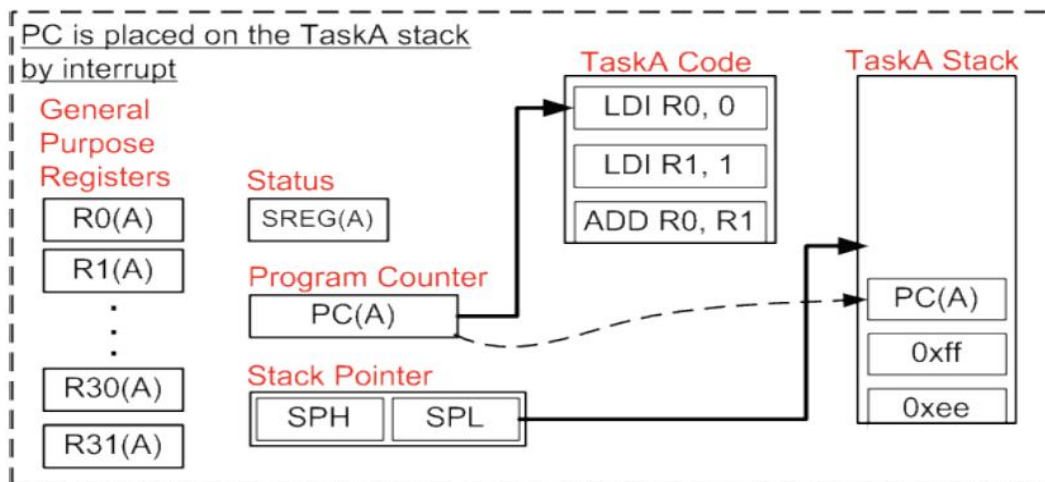 PC is placed on the TaskA stack
by interrupt
General
Purpose
Registers
R0(A)
R1(A)
R30(A)
R31(A)
Status
SREG(A)
Program Counter
PC(A)
Stack Pointer
SPH SPL
TaskA Code
LDI R0, 0
LDI R1, 1
ADD R0, R1
TaskA Stack
PC(A)
0xff
0xee